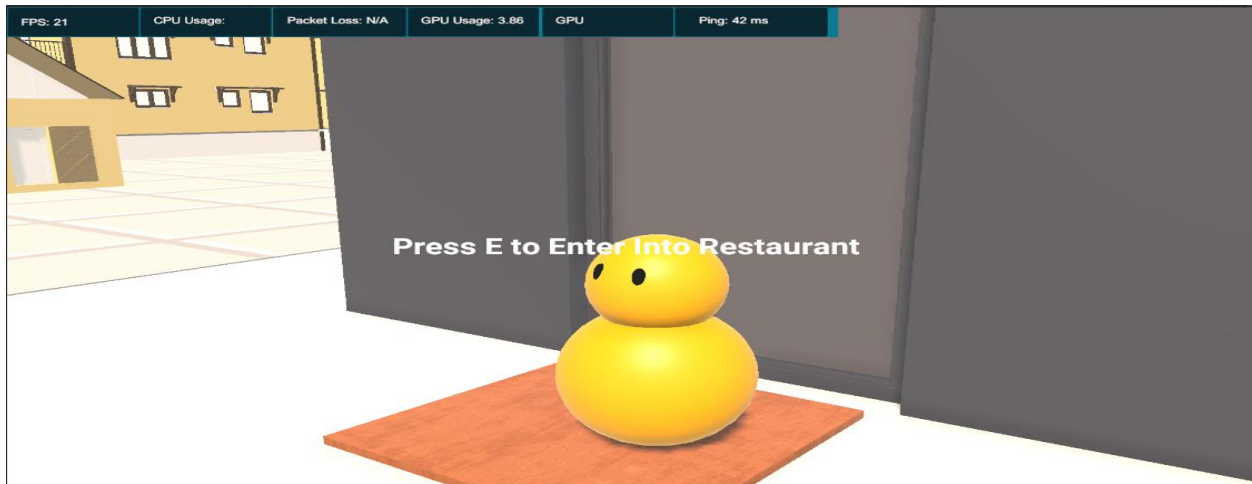 FPS: 21 CPU Usage: Packet Loss: N/A GPU Usage: 3.86 GPU Ping: 42 ms
Press E to Enter Into Restaurant